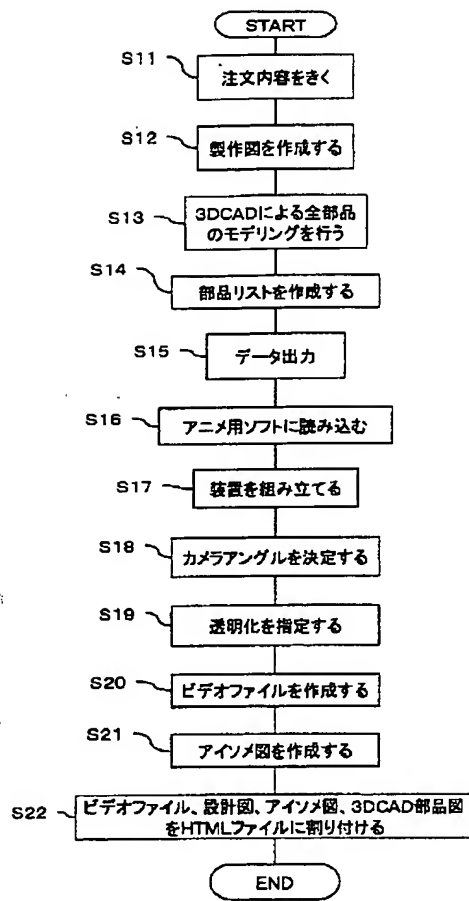 START
S11
注文内容をきく
S12
製作図を作成する
S13
3DCADによる全部品
のモデリングを行う
S14
部品リストを作成する
S15
データ出力
S16
アニメ用ソフトに読み込む
S17
装置を組み立てる
S18
カメラアングルを決定する
S19
透明化を指定する
S20
ビデオファイルを作成する
S21
アイソメ図を作成する
S22
ビデオファイル、設計図、アイソメ図、3DCAD部品図
をHTMLファイルに割り付ける
END